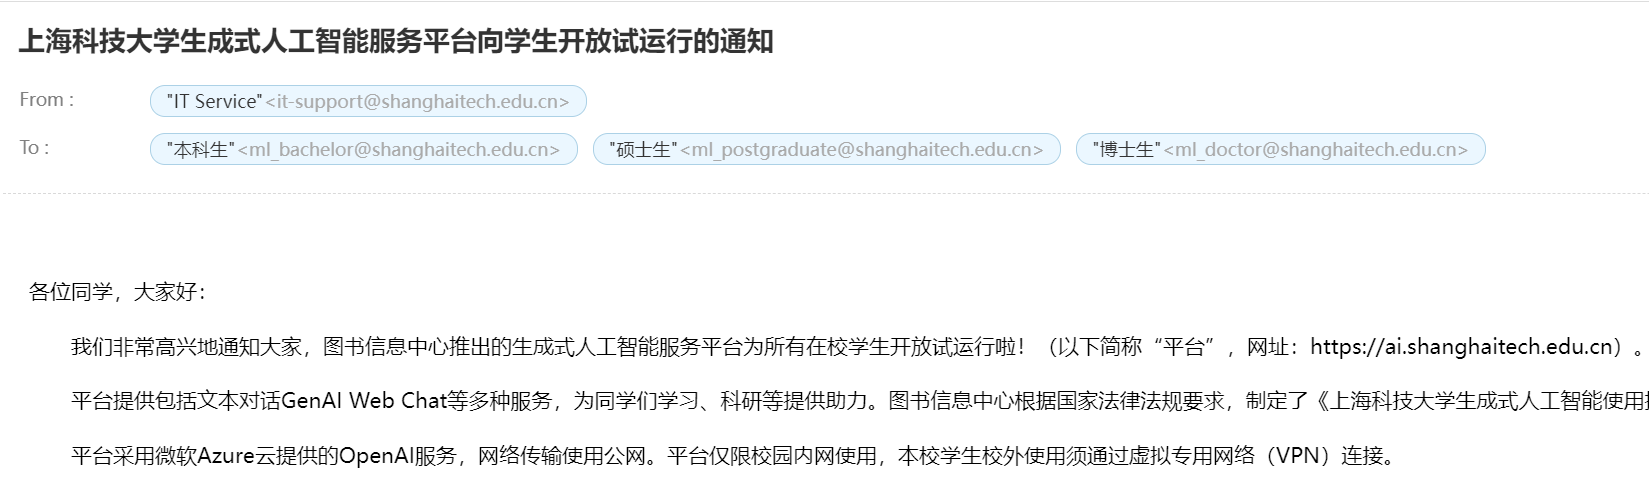 上海科技大学生成式人工智能服务平台向学生开放试运行的通知
From : "IT Service"<it-support@shanghaitech.edu.cn>
To : "本科生"<ml_bachelor@shanghaitech.edu.cn> "硕士生"<ml_postgraduate@shanghaitech.edu.cn> "博士生"<ml_doctor@shanghaitech.edu.cn>
各位同学，大家好：
我们非常高兴地通知大家，图书信息中心推出的生成式人工智能服务平台为所有在校学生开放试运行啦！（以下简称“平台”，网址：https://ai.shanghaitech.edu.cn）。
平台提供包括文本对话GenAI Web Chat等多种服务，为同学们学习、科研等提供助力。图书信息中心根据国家法律法规要求，制定了《上海科技大学生成式人工智能使用
平台采用微软Azure云提供的OpenAI服务，网络传输使用公网。平台仅限校园内网使用，本校学生校外使用须通过虚拟专用网络（VPN）连接。